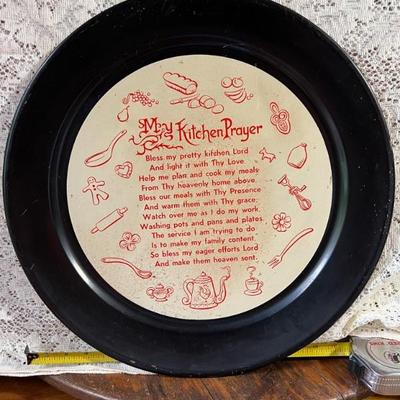 My Kitchen Prayer
Bless my pretty kitchen, Lord
And light it with Thy Love
Help me plan and cook my meals
From Thy heavenly home above.
Bless our meals with Thy Presence
And warm them with Thy grace;
Watch over me as I do my work,
Washing pots and pans and plates.
The service I am trying to do
Is to make my family content,
So bless my eager efforts Lord
And make them heaven sent.